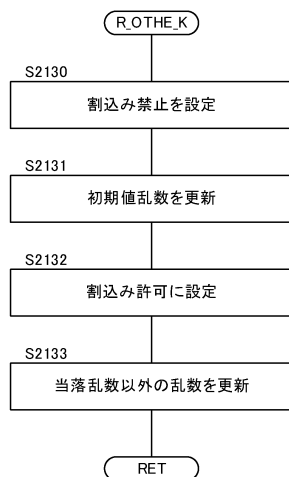 R_OTHE_K
S2130
割込み禁止を設定
S2131
初期値乱数を更新
S2132
割込み許可に設定
S2133
当落乱数以外の乱数を更新
RET